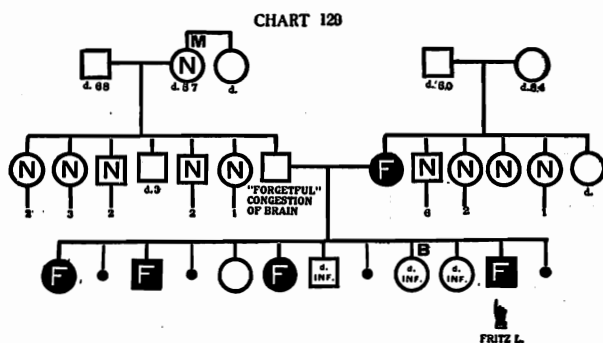 CHART 129
M
N
d. 68 d. 57 d. d. 60 d. 84
N N N N N F N N N N
d. 3 d.
2 3 2 2 1 "FORGETFUL" 6 2 1
CONGESTION
OF BRAIN
B
F F F d. d. d. F
INF. INF. INF.
FRITZ L.